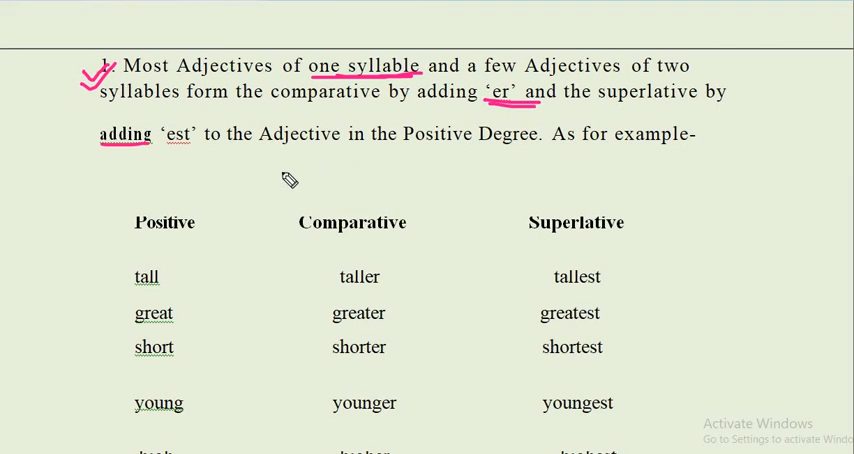 1. Most Adjectives of one syllable and a few Adjectives of two
syllables form the comparative by adding ‘er’ and the superlative by
adding ‘est’ to the Adjective in the Positive Degree. As for example-
Positive Comparative Superlative
tall taller tallest
great greater greatest
short shorter shortest
young younger youngest
Activate Windows
Go to Settings to activate Windo